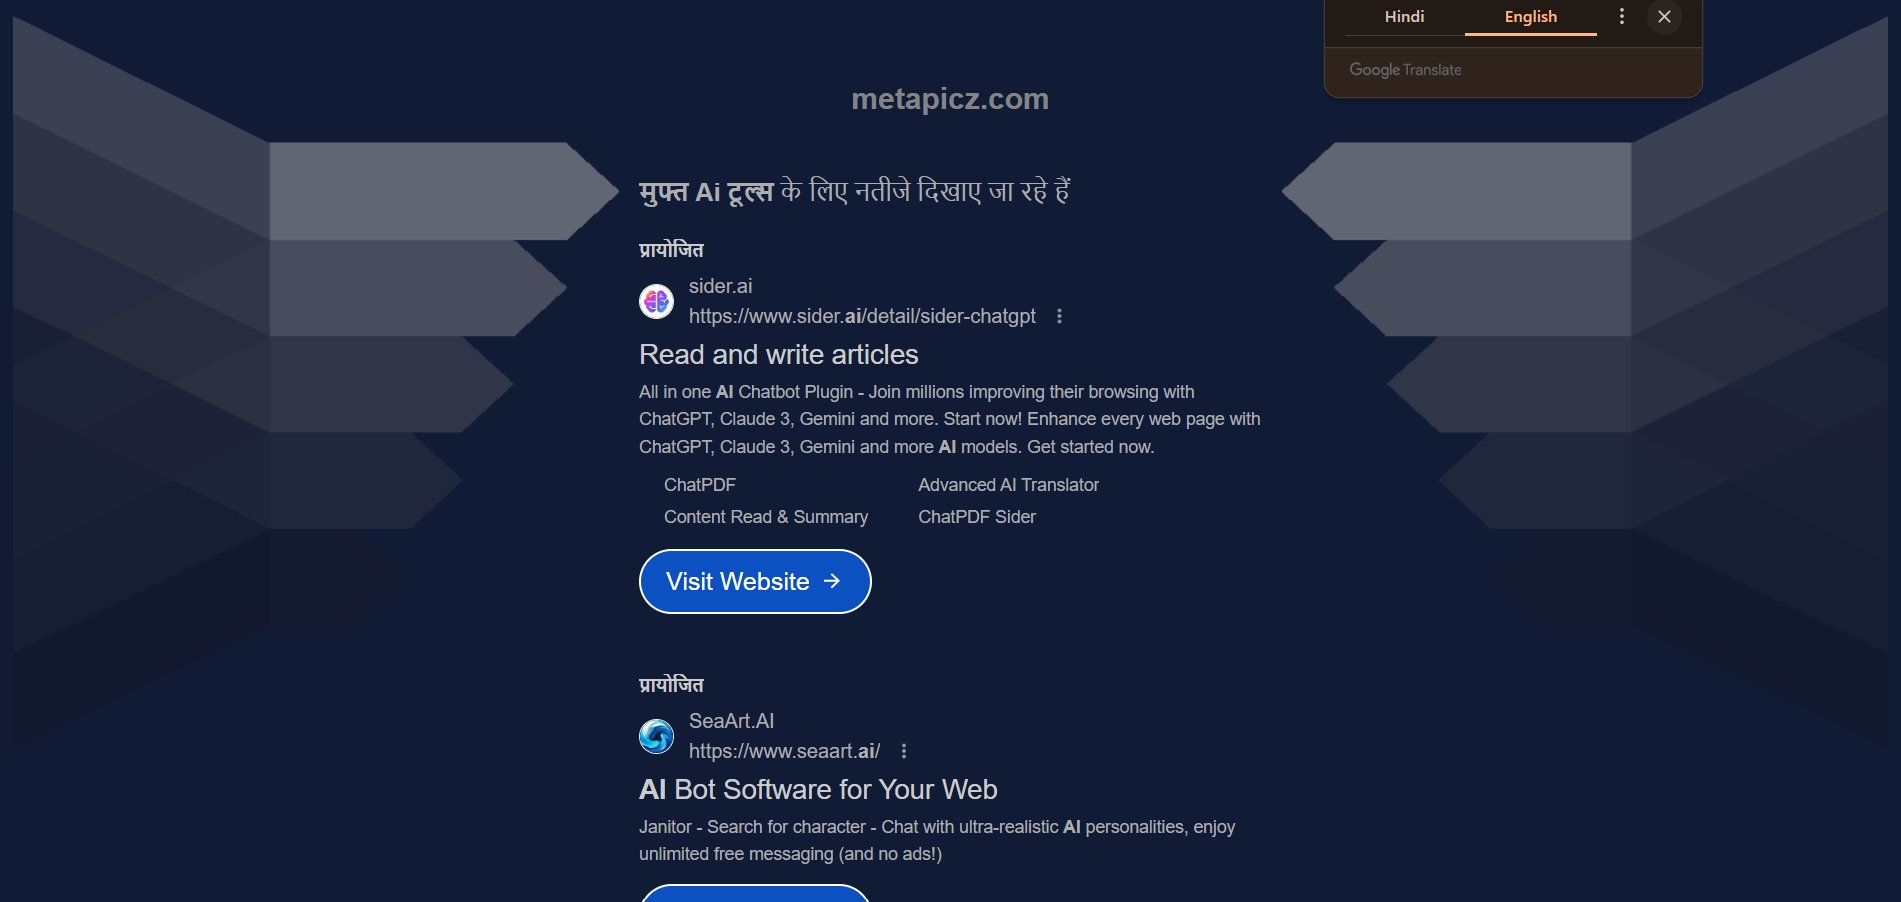 Hindi English
Google Translate
metapicz.com
मुफ्त Ai टूल्स के लिए नतीजे दिखाए जा रहे हैं
प्रायोजित
sider.ai
https://www.sider.ai/detail/sider-chatgpt
Read and write articles
All in one AI Chatbot Plugin - Join millions improving their browsing with
ChatGPT, Claude 3, Gemini and more. Start now! Enhance every web page with
ChatGPT, Claude 3, Gemini and more AI models. Get started now.
ChatPDF Advanced AI Translator
Content Read & Summary ChatPDF Sider
Visit Website
प्रायोजित
SeaArt.AI
https://www.seaart.ai/
AI Bot Software for Your Web
Janitor - Search for character - Chat with ultra-realistic AI personalities, enjoy
unlimited free messaging (and no ads!)